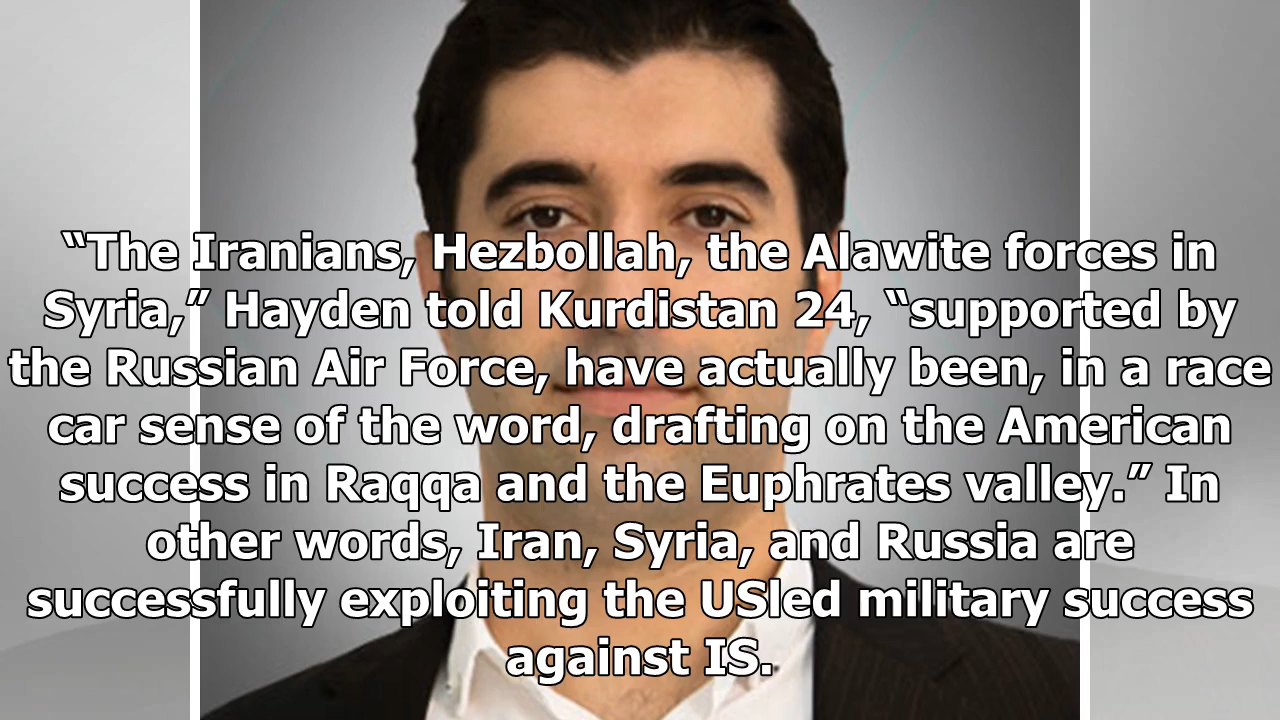 “The Iranians, Hezbollah, the Alawite forces in
Syria,” Hayden told Kurdistan 24, “supported by
the Russian Air Force, have actually been, in a race
car sense of the word, drafting on the American
success in Raqqa and the Euphrates valley.” In
other words, Iran, Syria, and Russia are
successfully exploiting the USled military success
against IS.